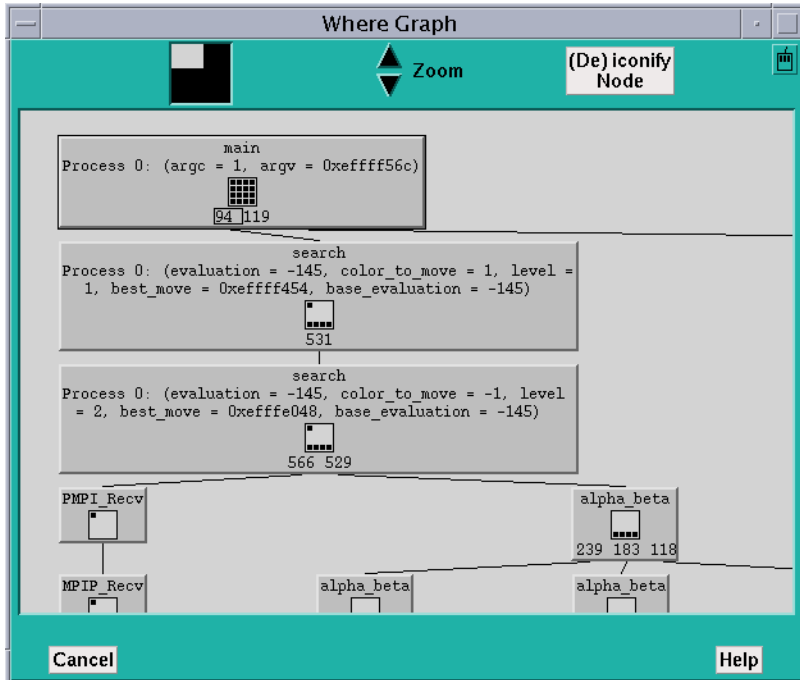 Where Graph
Zoom
(De) iconify
Node
main
Process 0: (argc = 1, argv = 0xeffff56c)
94 119
search
Process 0: (evaluation = -145, color_to_move = 1, level =
1, best_move = 0xeffff454, base_evaluation = -145)
531
search
Process 0: (evaluation = -145, color_to_move = -1, level
= 2, best_move = 0xefffe048, base_evaluation = -145)
566 529
PMPI_Recv
alpha_beta
239 183 118
MPIP_Recv
alpha_beta
alpha_beta
Cancel
Help